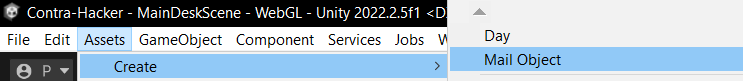 Contra-Hacker - MainDeskScene - WebGL - Unity 2022.2.5f1 <D
File Edit Assets GameObject Component Services Jobs
Day
Mail Object
P
Create